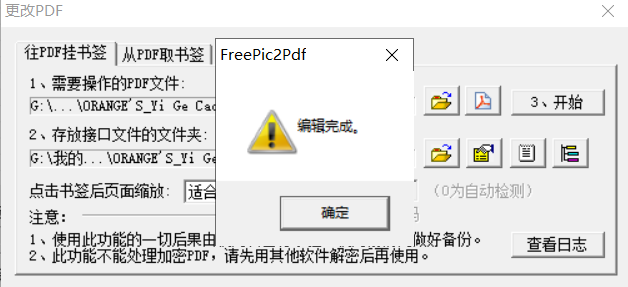 更改PDF
往PDF挂书签
从PDF取书签
FreePic2Pdf
编辑完成。
确定
1、需要操作的PDF文件:
G:\...\ORANGE'S_Yi Ge Cao
3、开始
2、存放接口文件的文件夹:
G:\我的...\ORANGE'S_Yi Ge
点击书签后页面缩放:
适合
(0为自动检测)
注意:
码
1、使用此功能的一切后果由
做好备份。
2、此功能不能处理加密PDF,请先用其他软件解密后再使用。
查看日志